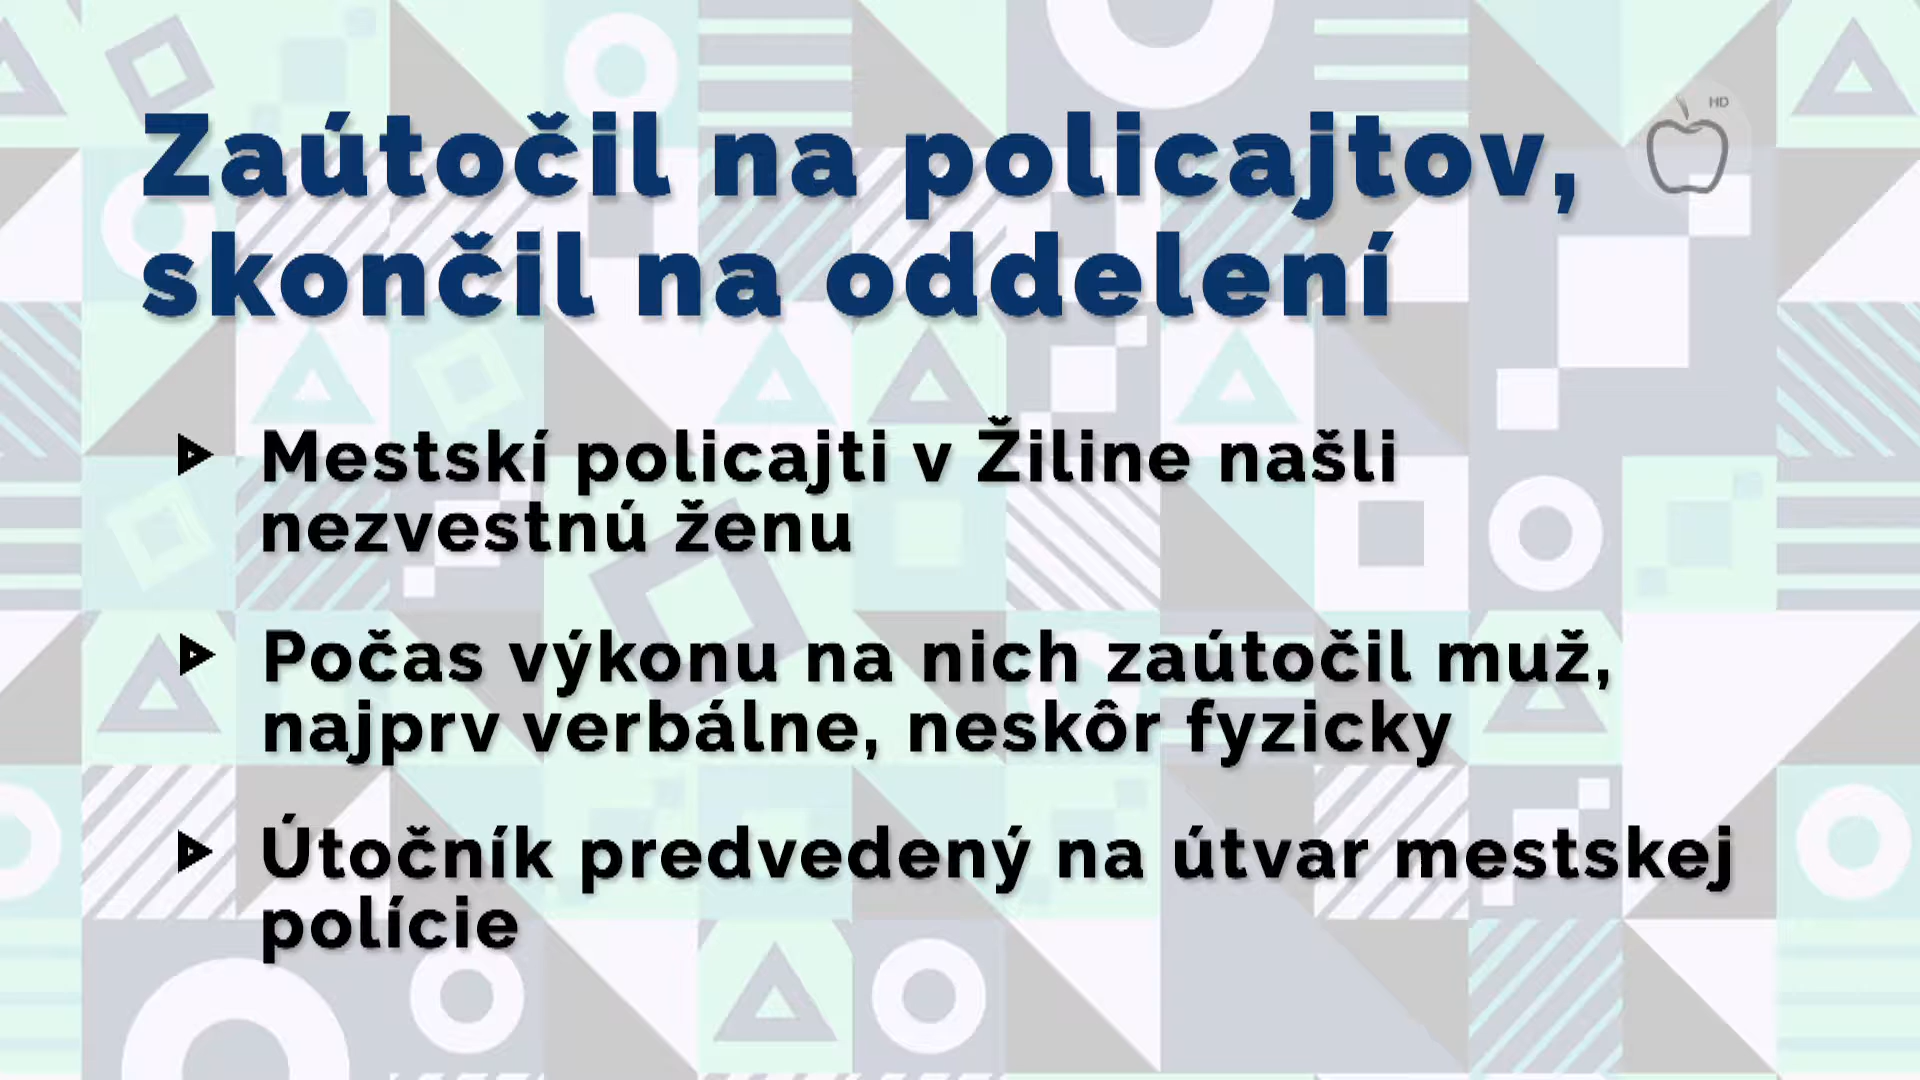 Zaútočil na policajtov,
HD
skončil na oddelení
Mestskí policajti v Žiline našli
nezvestnú ženu
Počas výkonu na nich zaútočil muž,
najprv verbálne, neskôr fyzicky
Útočník predvedený na útvar mestskej
polície